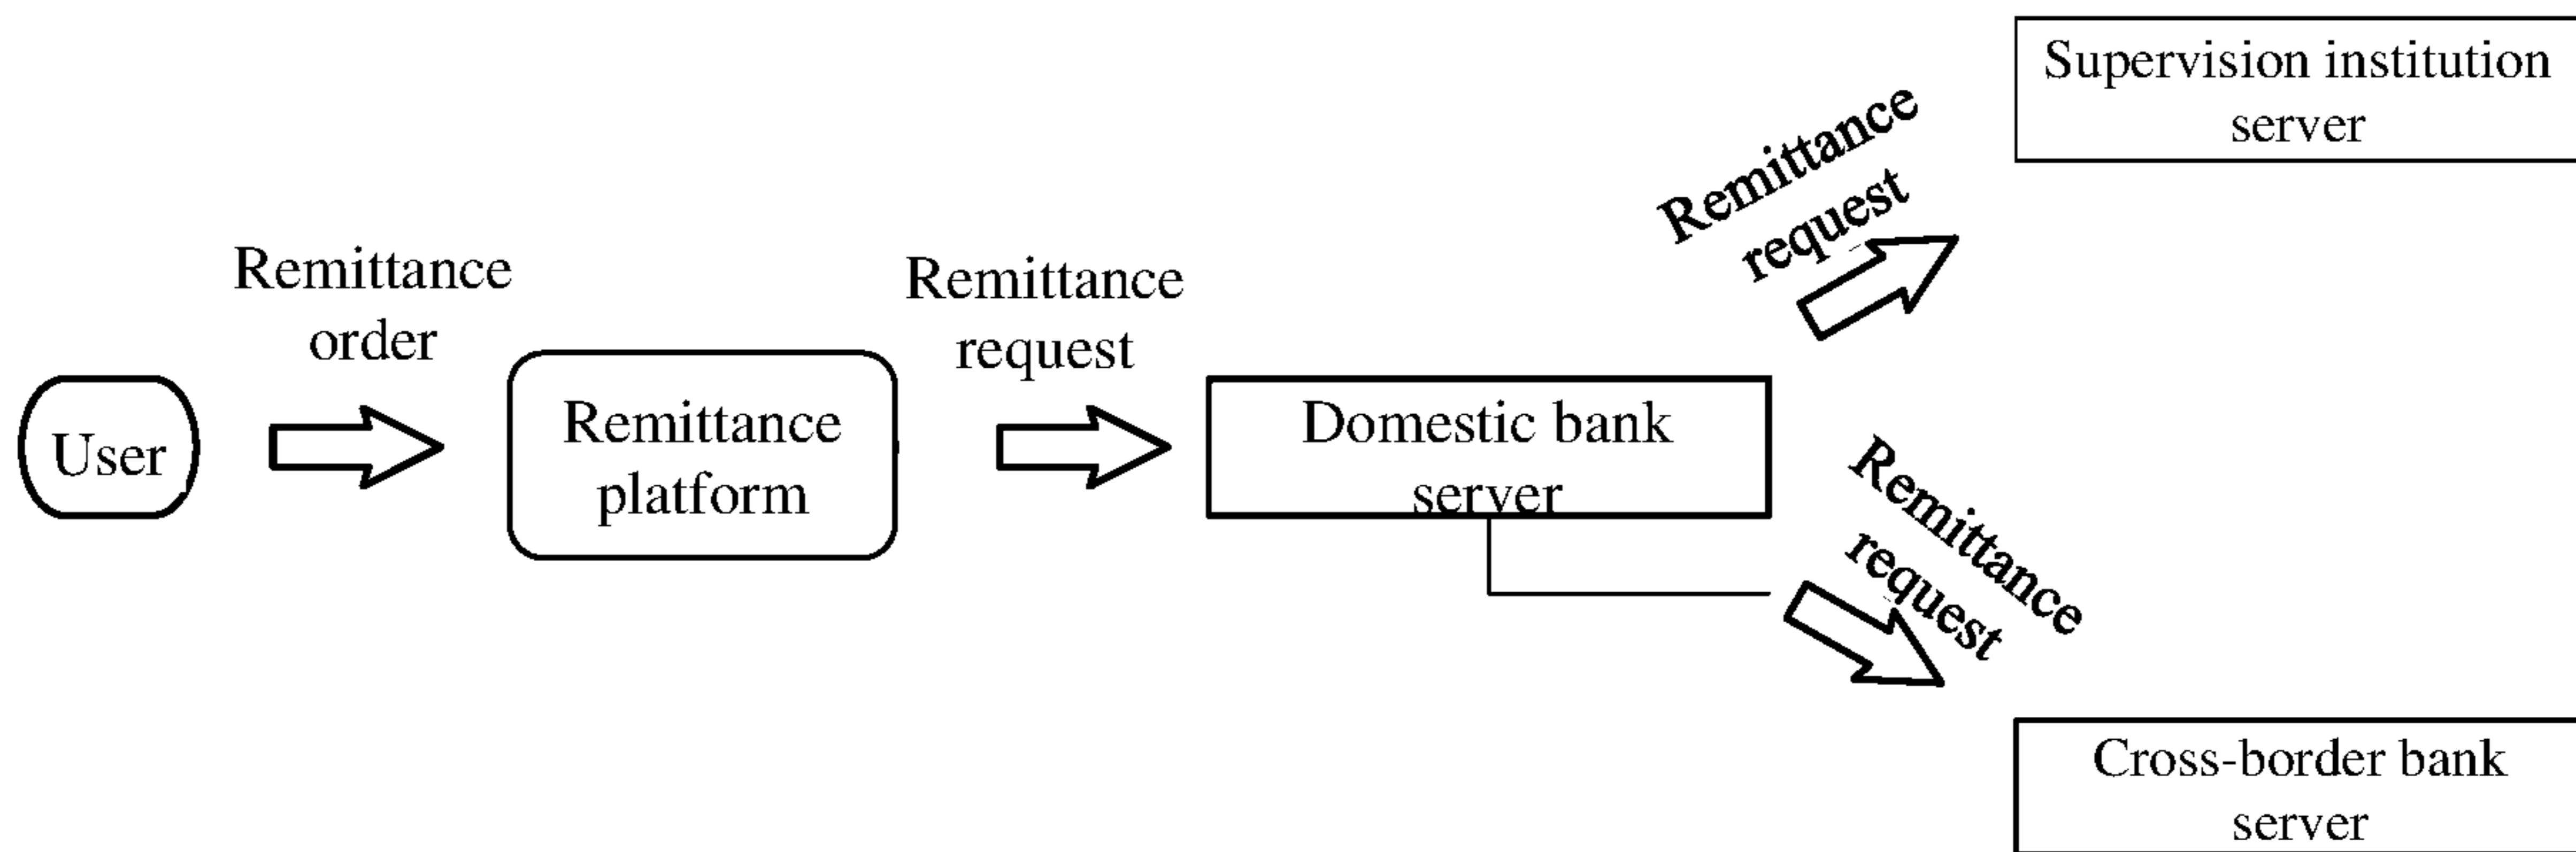 User
Remittance
order
Remittance
platform
Remittance
request
Domestic bank
server
Remittance
request
Supervision institution
server
Remittance
request
Cross-border bank
server